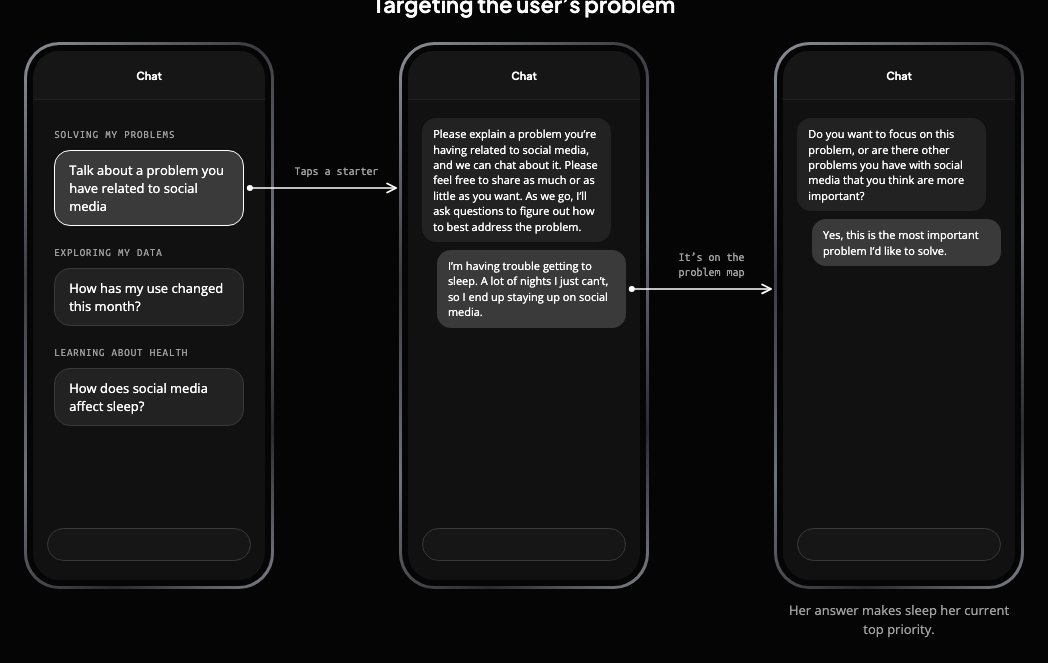 Targeting the user's problem
Chat
SOLVING MY PROBLEMS
Talk about a problem you
have related to social
media
EXPLORING MY DATA
How has my use changed
this month?
LEARNING ABOUT HEALTH
How does social media
affect sleep?
Taps a starter
Chat
Please explain a problem you're
having related to social media,
and we can chat about it. Please
feel free to share as much or as
little as you want. As we go, I'll
ask questions to figure out how
to best address the problem.
I'm having trouble getting to
sleep. A lot of nights I just can't,
so I end up staying up on social
media.
It's on the
problem map
Chat
Do you want to focus on this
problem, or are there other
problems you have with social
media that you think are more
important?
Yes, this is the most important
problem I'd like to solve.
Her answer makes sleep her current
top priority.